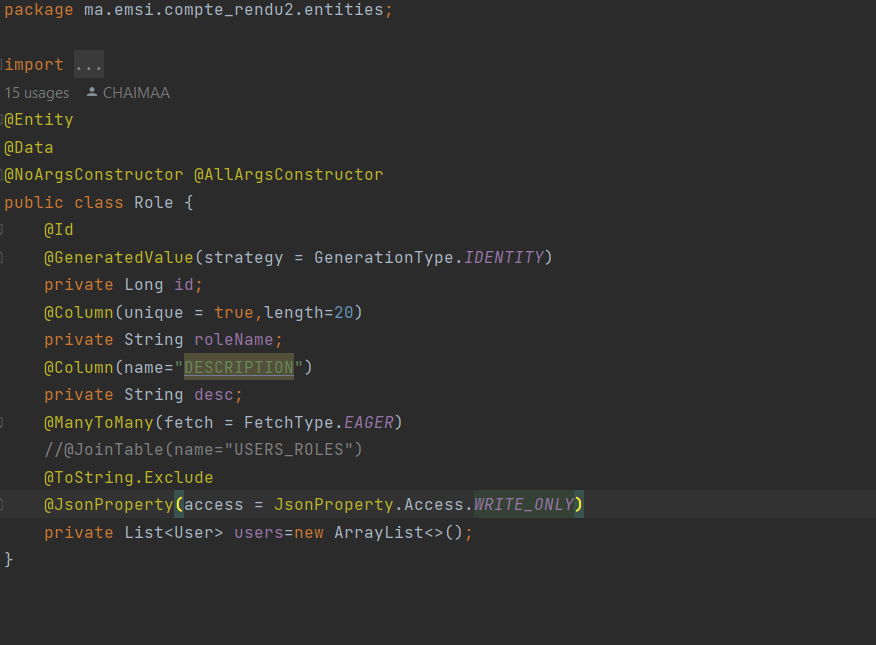 package ma.emsi.compte_rendu2.entities;
import ...
15 usages CHAIMAA
@Entity
@Data
@NoArgsConstructor @AllArgsConstructor
public class Role {
@Id
@GeneratedValue(strategy = GenerationType.IDENTITY)
private Long id;
@Column(unique = true,length=20)
private String roleName;
@Column(name="DESCRIPTION")
private String desc;
@ManyToMany(fetch = FetchType.EAGER)
//@JoinTable(name="USERS_ROLES")
@ToString.Exclude
@JsonProperty(access = JsonProperty.Access.WRITE_ONLY)
private List<User> users=new ArrayList<>();
}